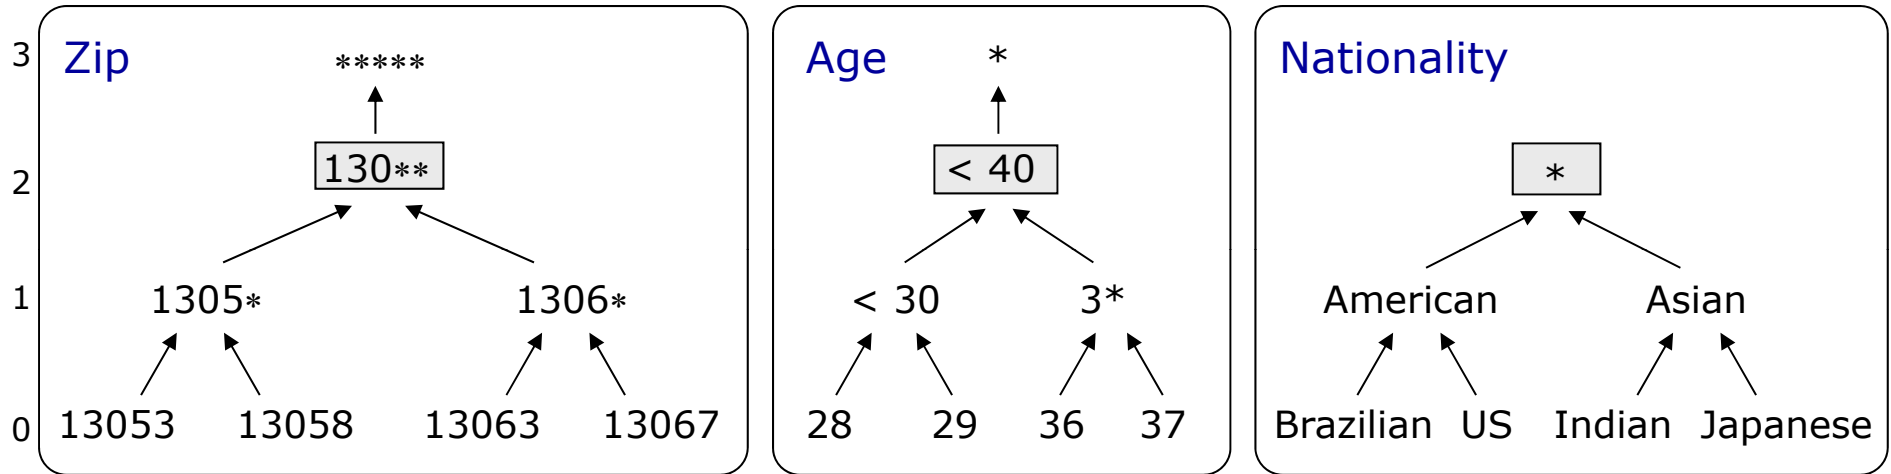 3 Zip ***** Age * Nationality
2 130** < 40 *
1 1305* 1306* < 30 3* American Asian
0 13053 13058 13063 13067 28 29 36 37 Brazilian US Indian Japanese